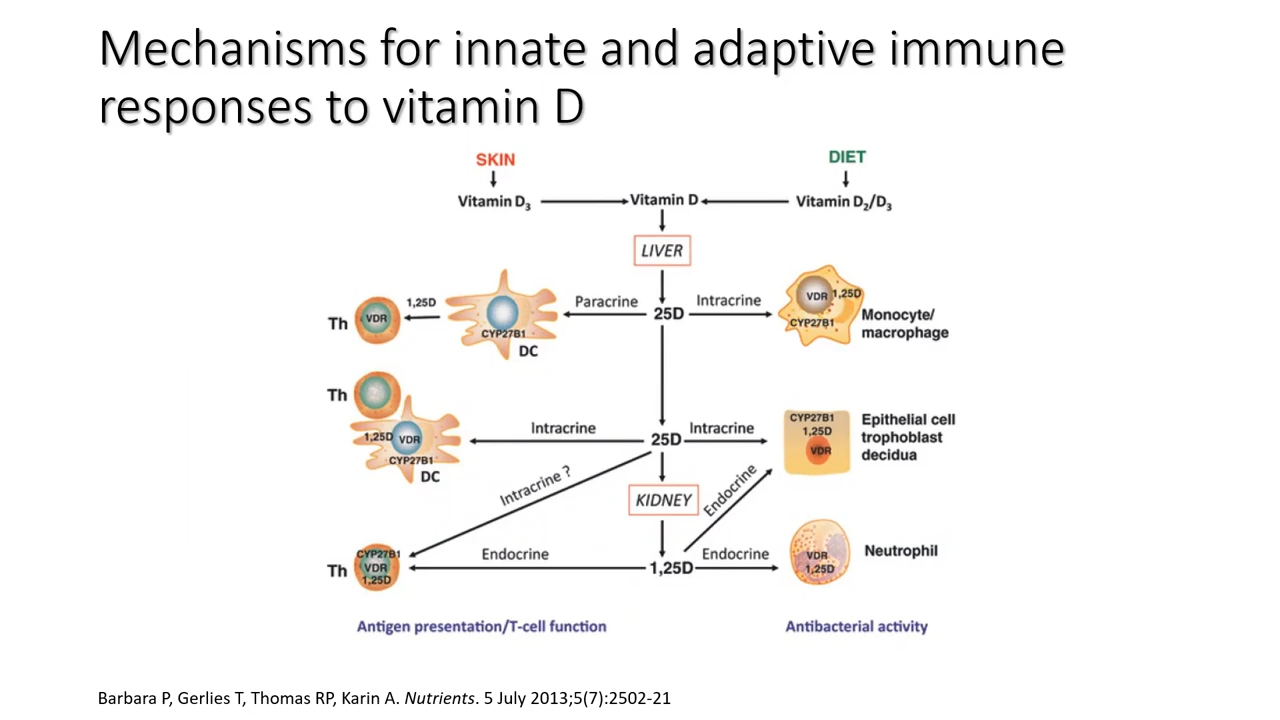 Mechanisms for innate and adaptive immune
responses to vitamin D
SKIN
DIET
Vitamin D₃
Vitamin D
Vitamin D₂/D₃
LIVER
Th
VDR
1,25D
CYP27B1
DC
Paracrine
25D
Intracrine
VDR
1,25D
CYP27B1
Monocyte/
macrophage
Th
1,25D
VDR
CYP27B1
DC
Intracrine
25D
Intracrine
CYP27B1
1,25D
VDR
Epithelial cell
trophoblast
decidua
Intracrine ?
KIDNEY
Endocrine
Th
CYP27B1
VDR
1,25D
Endocrine
1,25D
Endocrine
VDR
1,25D
Neutrophil
Antigen presentation/T-cell function
Antibacterial activity
Barbara P, Gerlies T, Thomas RP, Karin A. Nutrients. 5 July 2013;5(7):2502-21